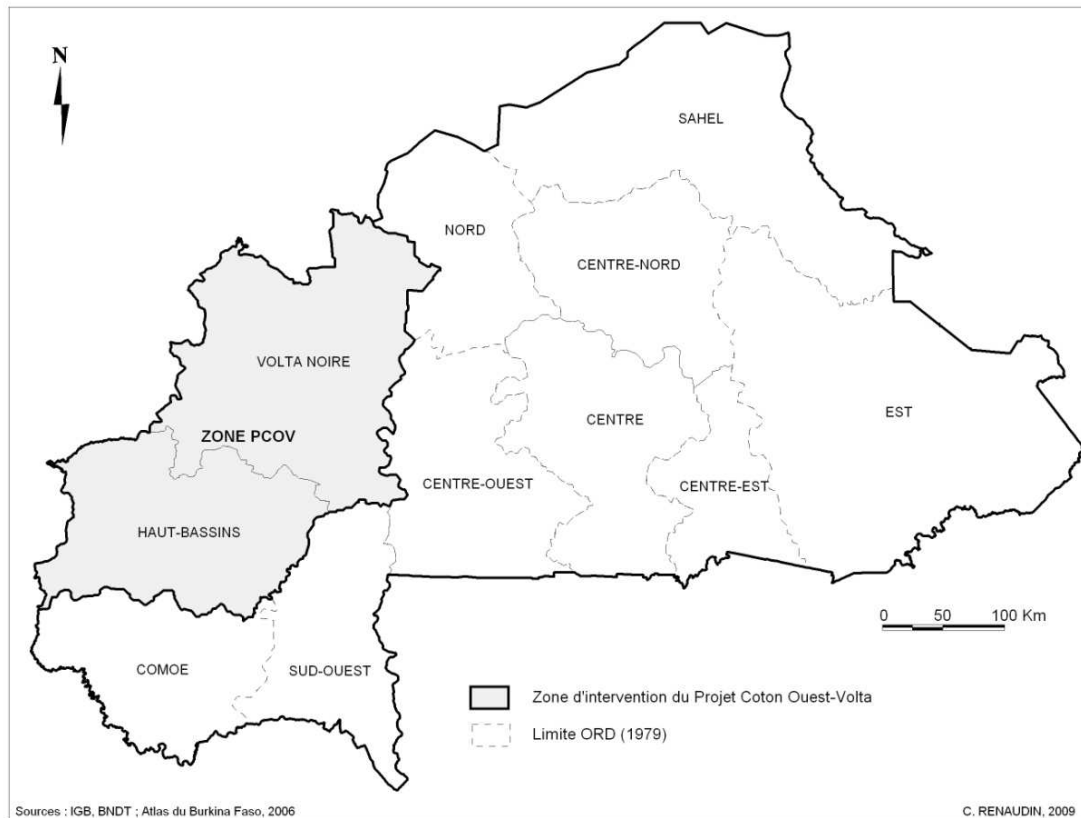 N
SAHEL
NORD
CENTRE-NORD
VOLTA NOIRE
EST
CENTRE
ZONE PCOV
CENTRE-OUEST
CENTRE-EST
HAUT-BASSINS
0 50 100 Km
COMOE
SUD-OUEST
Zone d'intervention du Projet Coton Ouest-Volta
Limite ORD (1979)
Sources : IGB, BNDT ; Atlas du Burkina Faso, 2006
C. RENAUDIN, 2009